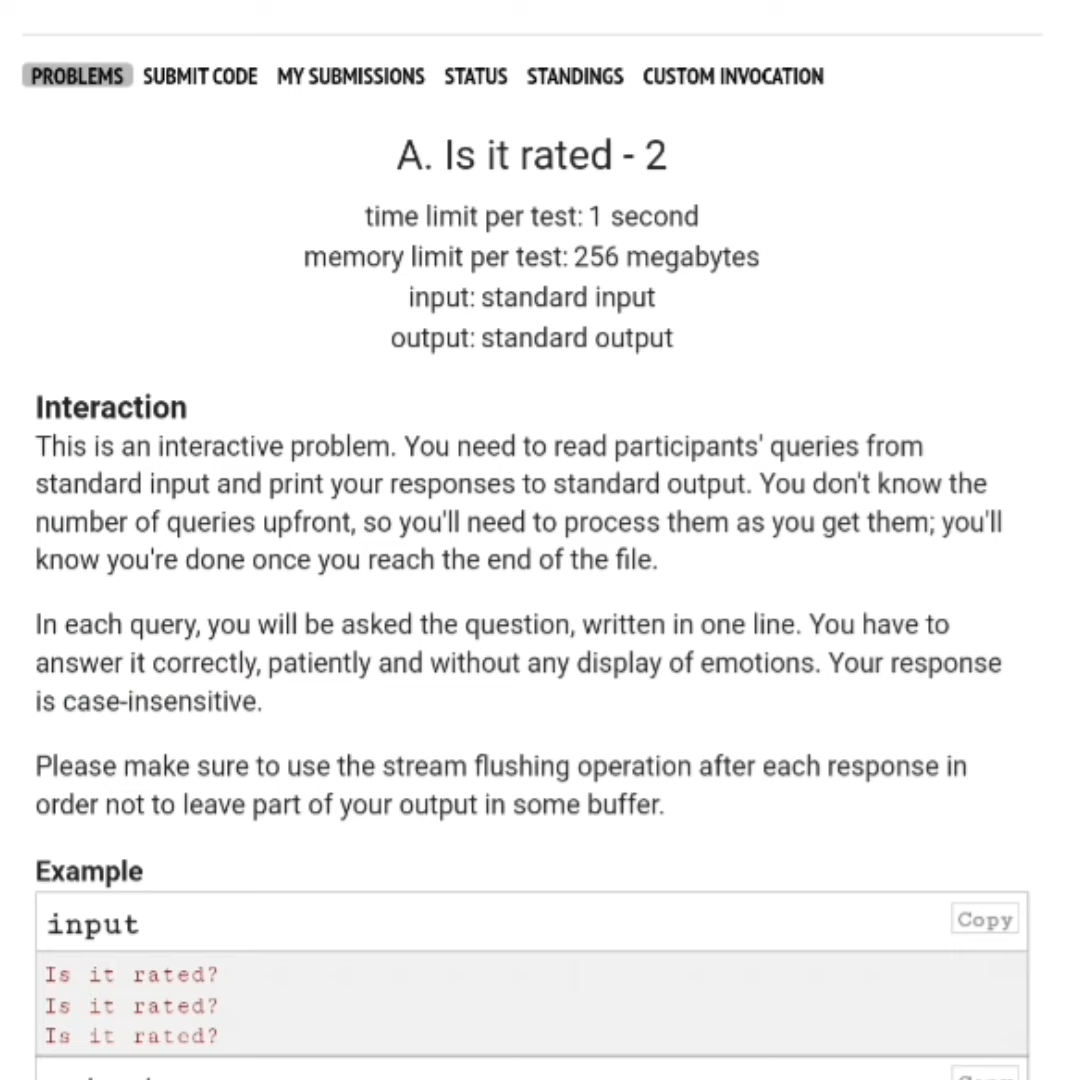 PROBLEMS SUBMIT CODE MY SUBMISSIONS STATUS STANDINGS CUSTOM INVOCATION
A. Is it rated - 2
time limit per test: 1 second
memory limit per test: 256 megabytes
input: standard input
output: standard output
Interaction
This is an interactive problem. You need to read participants' queries from
standard input and print your responses to standard output. You don't know the
number of queries upfront, so you'll need to process them as you get them; you'll
know you're done once you reach the end of the file.
In each query, you will be asked the question, written in one line. You have to
answer it correctly, patiently and without any display of emotions. Your response
is case-insensitive.
Please make sure to use the stream flushing operation after each response in
order not to leave part of your output in some buffer.
Example
input Copy
Is it rated?
Is it rated?
Is it rated?